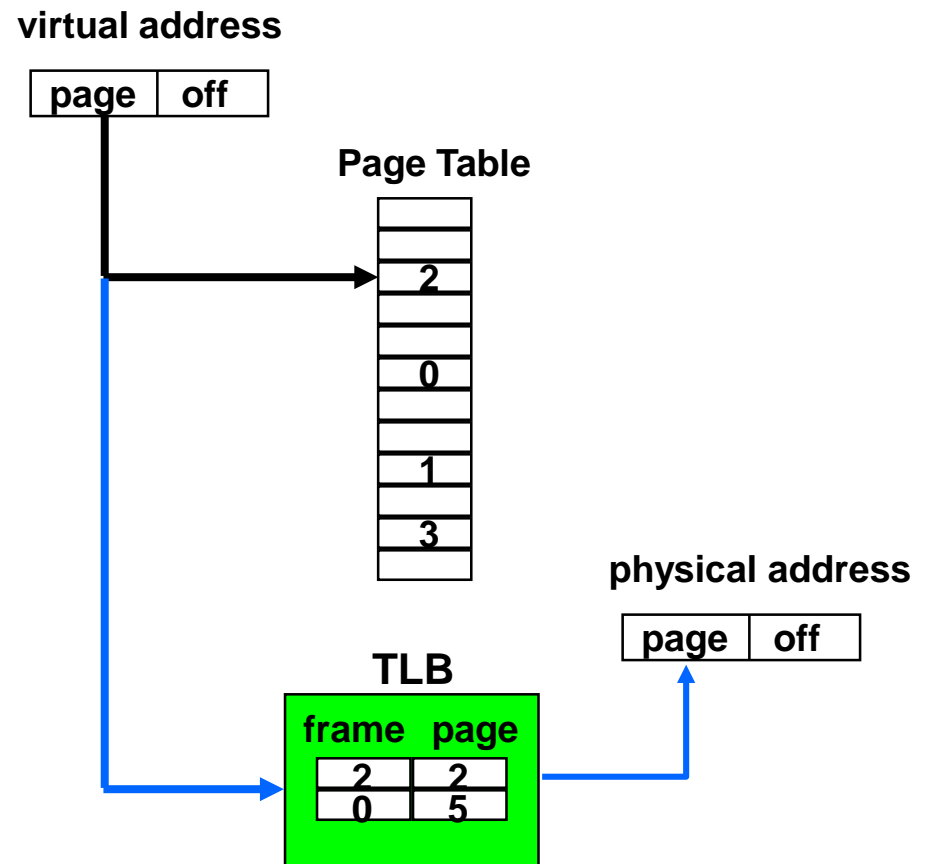 virtual address
page off
Page Table
2
0
1
3
physical address
page off
TLB
frame page
2 2
0 5